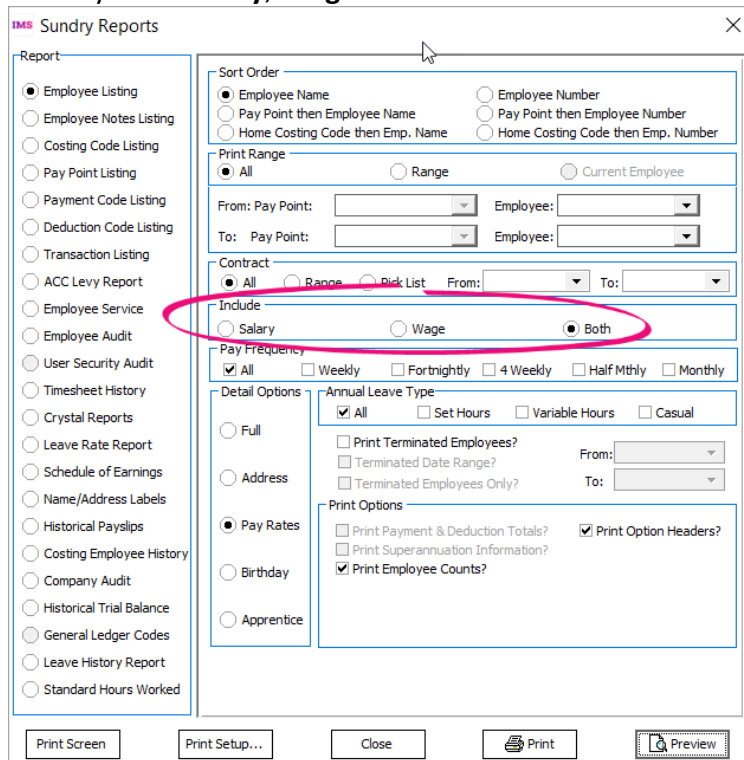 IMS Sundry Reports
Report
Employee Listing
Employee Notes Listing
Costing Code Listing
Pay Point Listing
Payment Code Listing
Deduction Code Listing
Transaction Listing
ACC Levy Report
Employee Service
Employee Audit
User Security Audit
Timesheet History
Crystal Reports
Leave Rate Report
Schedule of Earnings
Name/Address Labels
Historical Payslips
Costing Employee History
Company Audit
Historical Trial Balance
General Ledger Codes
Leave History Report
Standard Hours Worked
Sort Order
Employee Name Employee Number
Pay Point then Employee Name Pay Point then Employee Number
Home Costing Code then Emp. Name Home Costing Code then Emp. Number
Print Range
All Range Current Employee
From: Pay Point: Employee:
To: Pay Point: Employee:
Contract
All Range Pick List From: To:
Include
Salary Wage Both
Pay Frequency
All Weekly Fortnightly 4 Weekly Half Mthly Monthly
Detail Options
Full
Address
Pay Rates
Birthday
Apprentice
Annual Leave Type
All Set Hours Variable Hours Casual
Print Terminated Employees?
Terminated Date Range? From:
Terminated Employees Only? To:
Print Options
Print Payment & Deduction Totals? Print Option Headers?
Print Superannuation Information?
Print Employee Counts?
Print Screen Print Setup... Close Print Preview